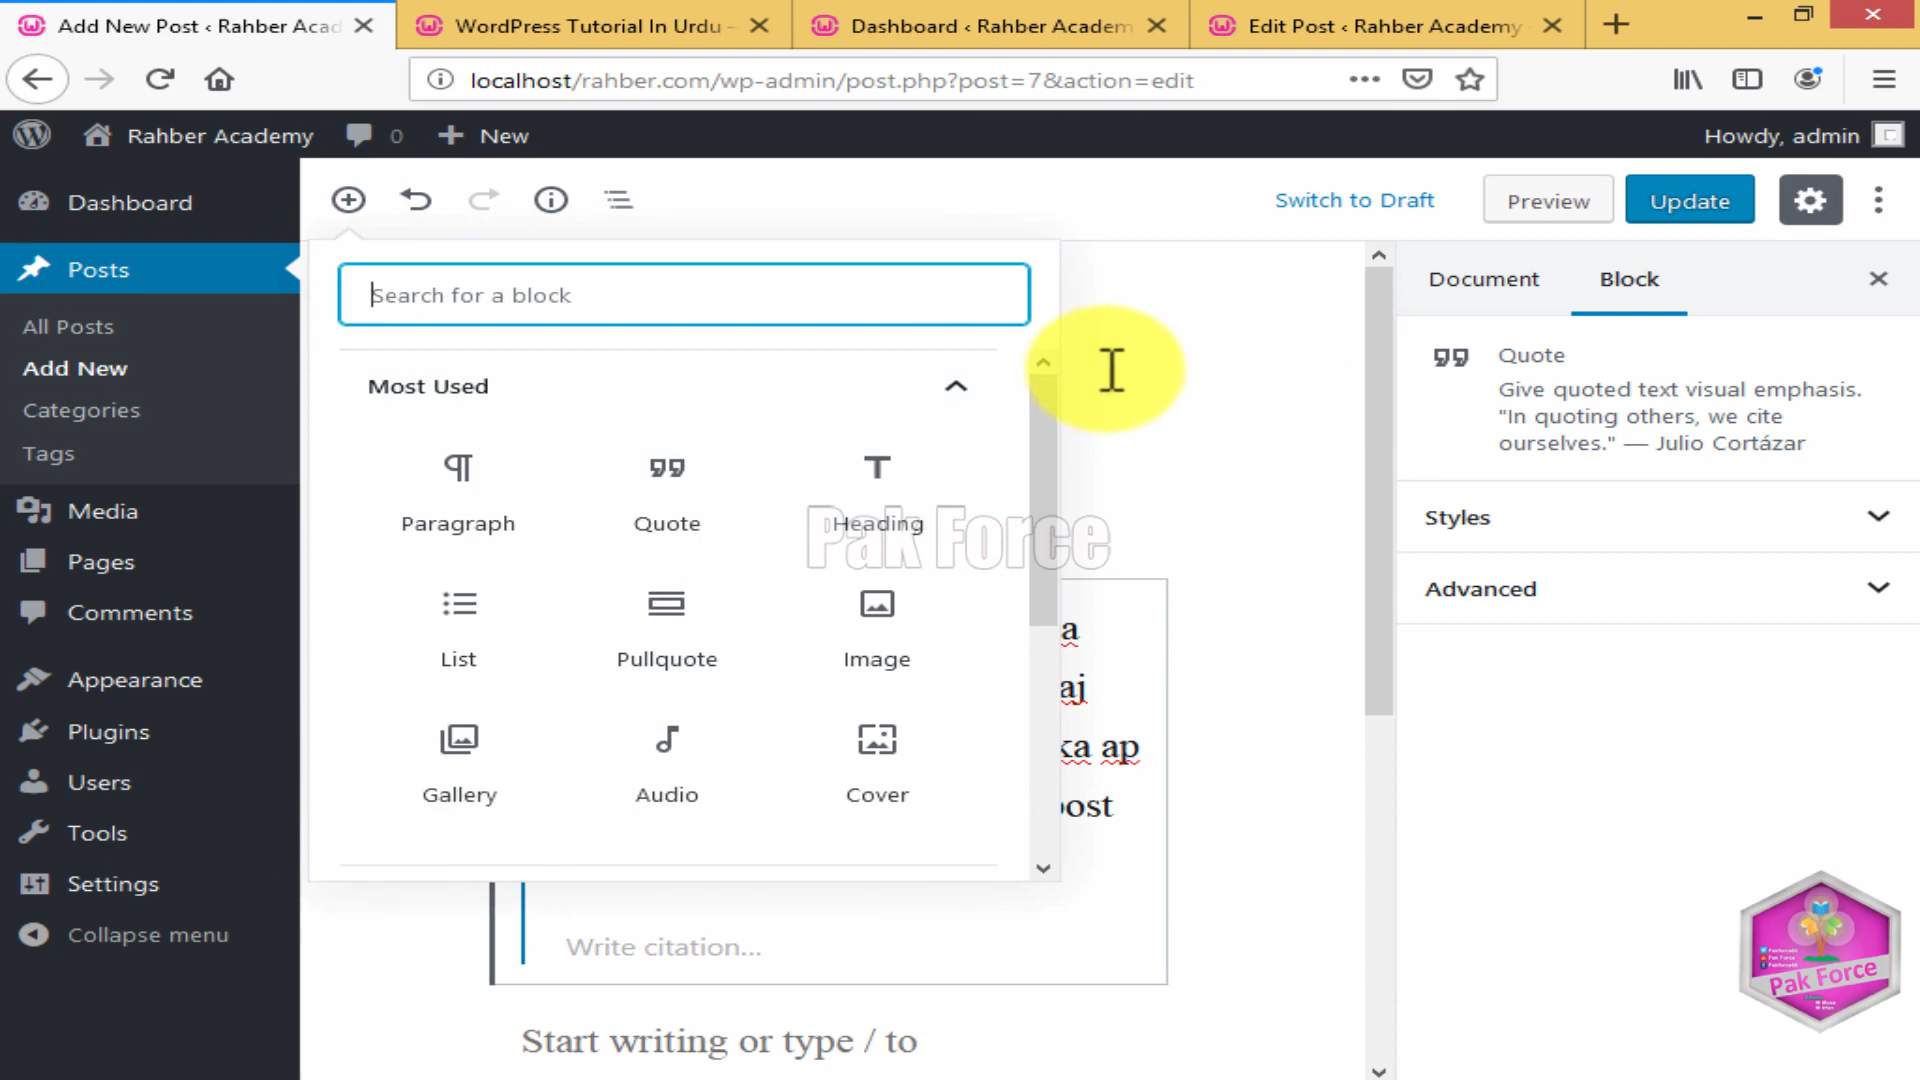 Add New Post ‹ Rahber Acad
WordPress Tutorial In Urdu –
Dashboard ‹ Rahber Academ
Edit Post ‹ Rahber Academy
localhost/rahber.com/wp-admin/post.php?post=7&action=edit
Rahber Academy
0
New
Howdy, admin
Dashboard
Posts
All Posts
Add New
Categories
Tags
Media
Pages
Comments
Appearance
Plugins
Users
Tools
Settings
Collapse menu
Switch to Draft
Preview
Update
Search for a block
Most Used
Paragraph
Quote
Heading
List
Pullquote
Image
Gallery
Audio
Cover
Pak Force
a
aj
ka ap
post
Write citation...
Start writing or type / to
Document
Block
Quote
Give quoted text visual emphasis.
"In quoting others, we cite
ourselves." — Julio Cortázar
Styles
Advanced
Pak Force